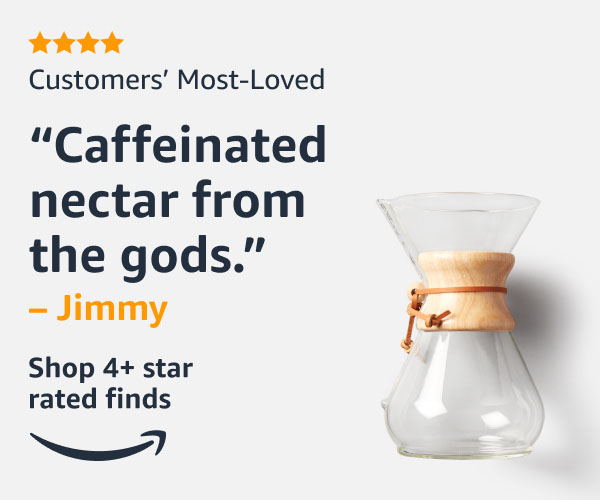 Customers’ Most-Loved
“Caffeinated
nectar from
the gods.”
– Jimmy
Shop 4+ star
rated finds